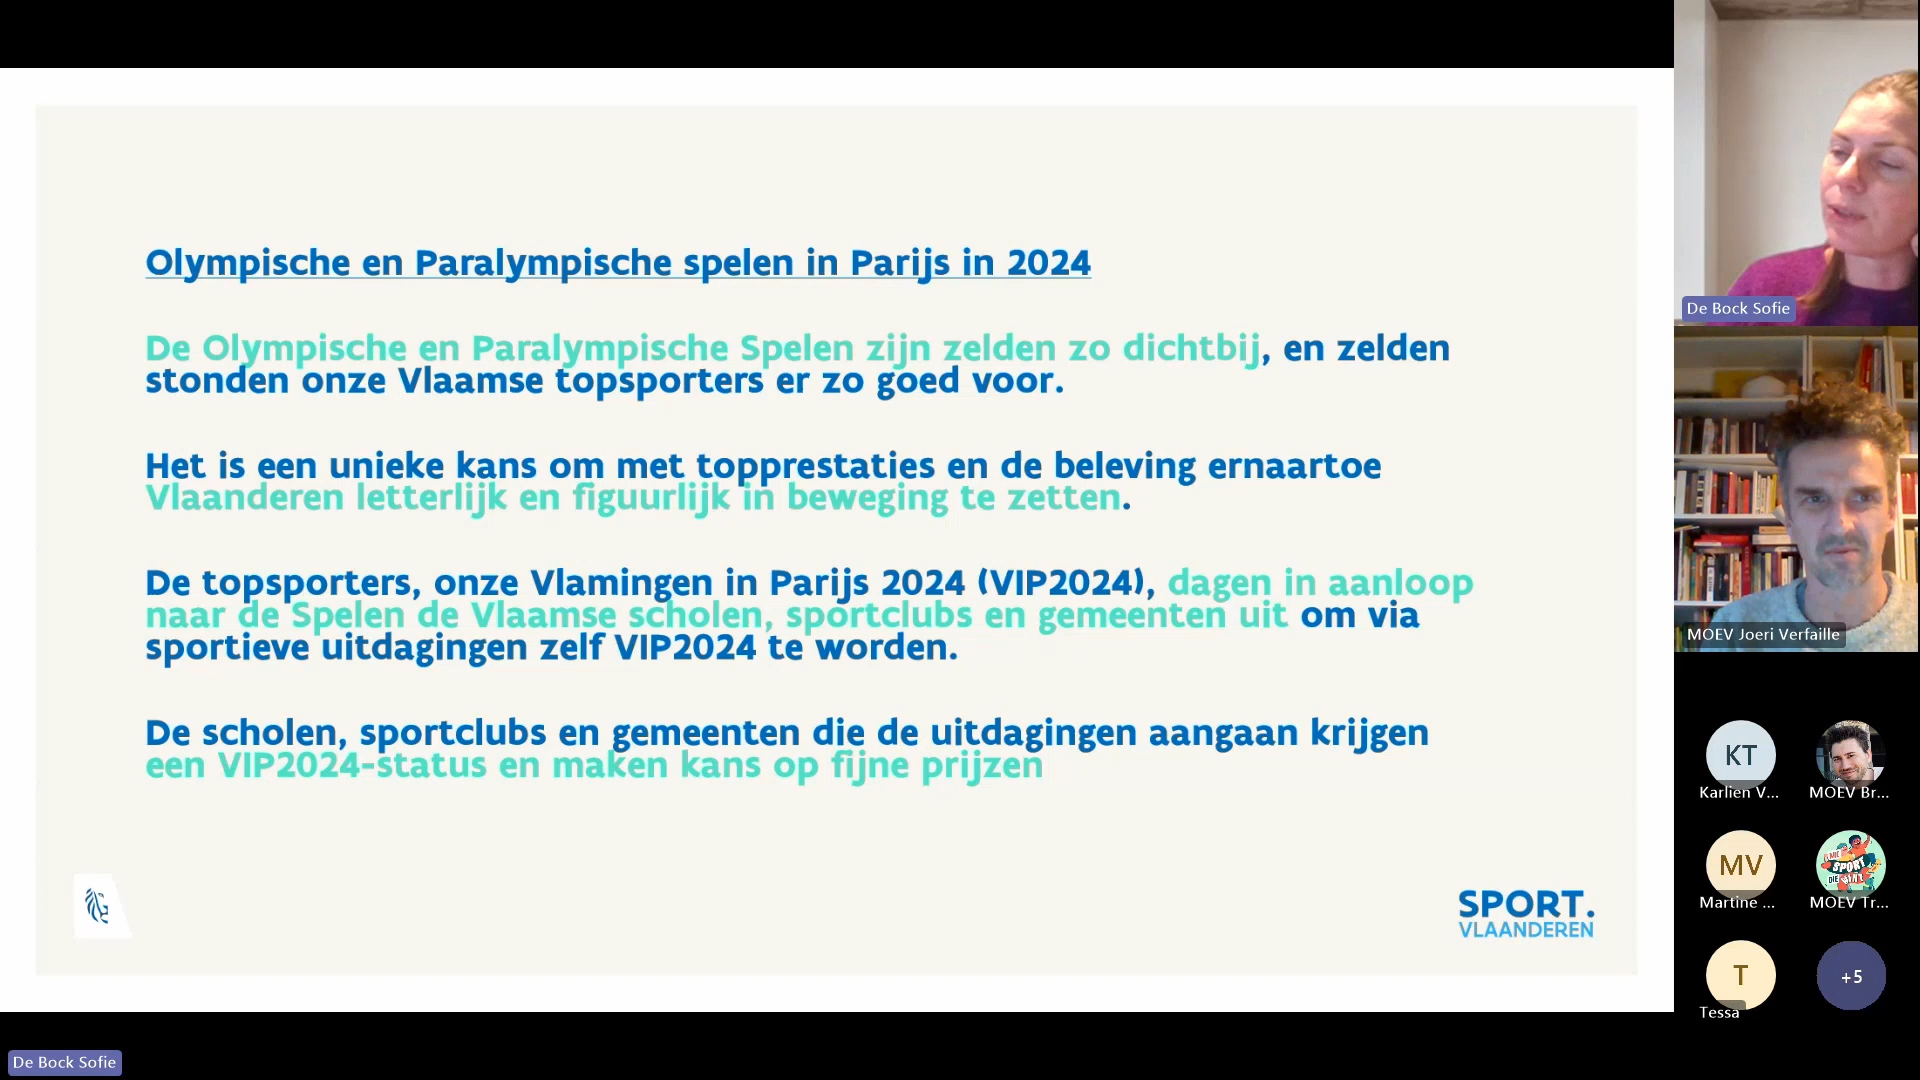 Olympische en Paralympische spelen in Parijs in 2024
De Olympische en Paralympische Spelen zijn zelden zo dichtbij, en zelden
stonden onze Vlaamse topsporters er zo goed voor.
Het is een unieke kans om met topprestaties en de beleving ernaartoe
Vlaanderen letterlijk en figuurlijk in beweging te zetten.
De topsporters, onze Vlamingen in Parijs 2024 (VIP2024), dagen in aanloop
naar de Spelen de Vlaamse scholen, sportclubs en gemeenten uit om via
sportieve uitdagingen zelf VIP2024 te worden.
De scholen, sportclubs en gemeenten die de uitdagingen aangaan krijgen
een VIP2024-status en maken kans op fijne prijzen
SPORT.
VLAANDEREN
De Bock Sofie
De Bock Sofie
MOEV Joeri Verfaille
KT
Karlien V...
MOEV Br...
MV
Martine ...
SPORT
MOEV Tr...
T
Tessa
+5